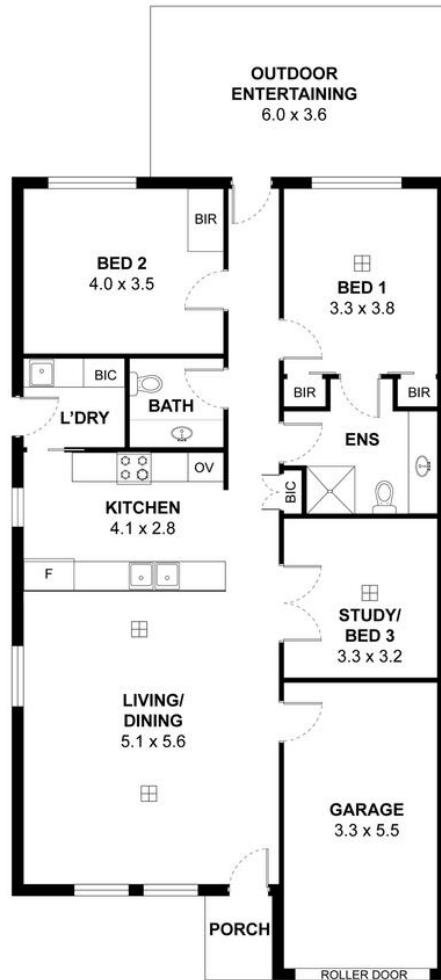 OUTDOOR
ENTERTAINING
6.0 x 3.6
BIR
BED 2
4.0 x 3.5
BED 1
3.3 x 3.8
BIC
L'DRY
BATH
BIR
BIR
ENS
OV
BIC
KITCHEN
4.1 x 2.8
F
STUDY/
BED 3
3.3 x 3.2
LIVING/
DINING
5.1 x 5.6
GARAGE
3.3 x 5.5
PORCH
ROLLER DOOR